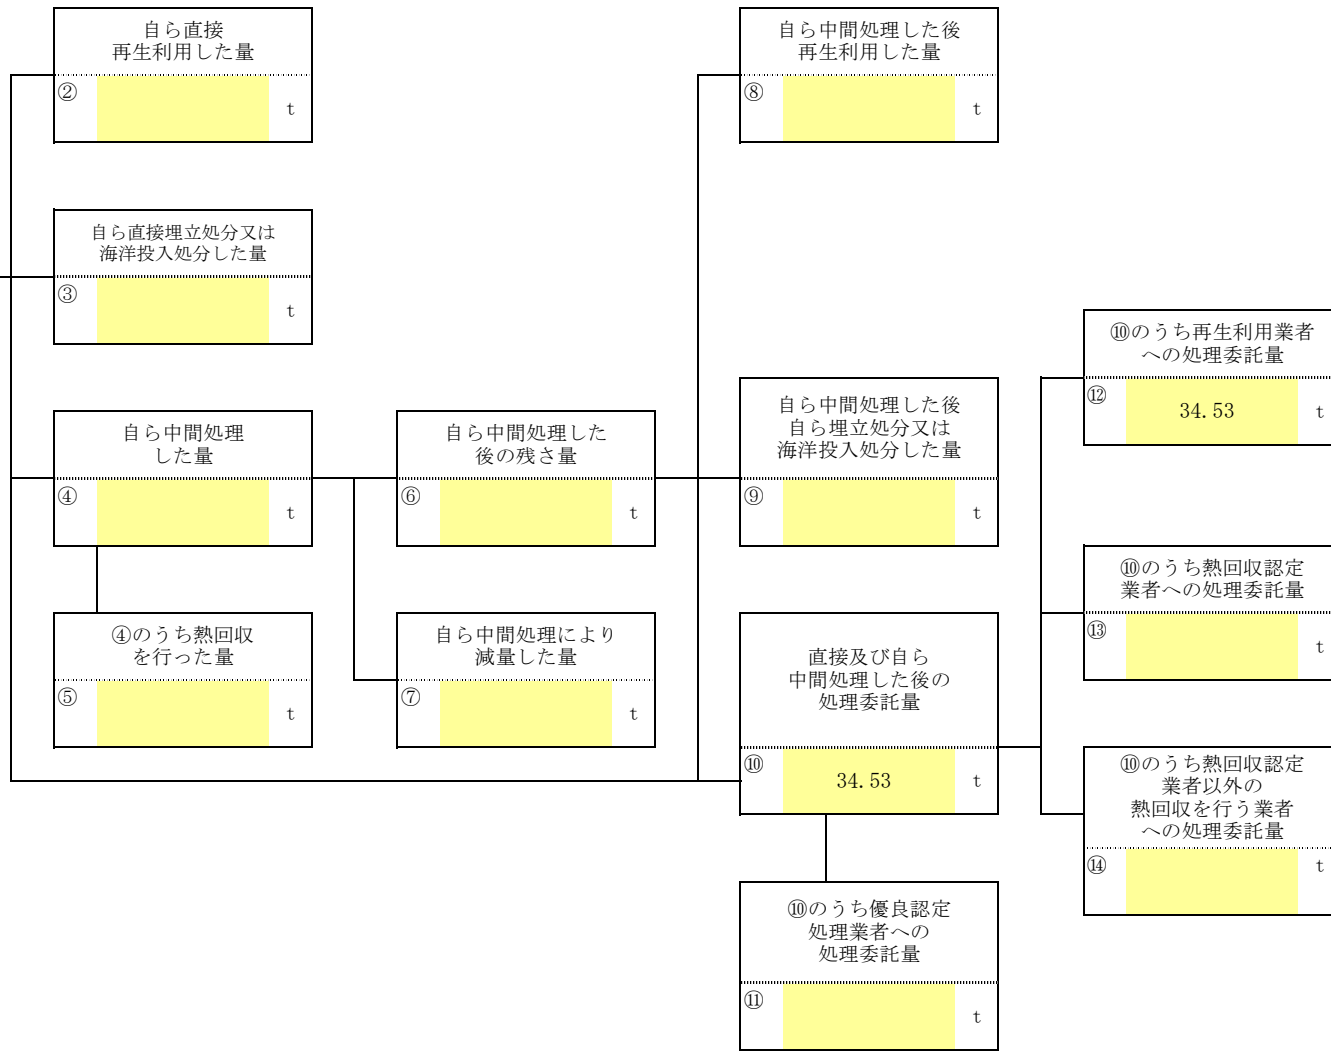 自ら直接
再生利用した量
②
t
自ら中間処理した後
再生利用した量
⑧
t
自ら直接埋立処分又は
海洋投入処分した量
③
t
⑩のうち再生利用業者
への処理委託量
⑫
34.53
t
自ら中間処理
した量
④
t
自ら中間処理した
後の残さ量
⑥
t
自ら中間処理した後
自ら埋立処分又は
海洋投入処分した量
⑨
t
⑩のうち熱回収認定
業者への処理委託量
⑬
t
④のうち熱回収
を行った量
⑤
t
自ら中間処理により
減量した量
⑦
t
直接及び自ら
中間処理した後の
処理委託量
⑩
34.53
t
⑩のうち熱回収認定
業者以外の
熱回収を行う業者
への処理委託量
⑭
t
⑩のうち優良認定
処理業者への
処理委託量
⑪
t